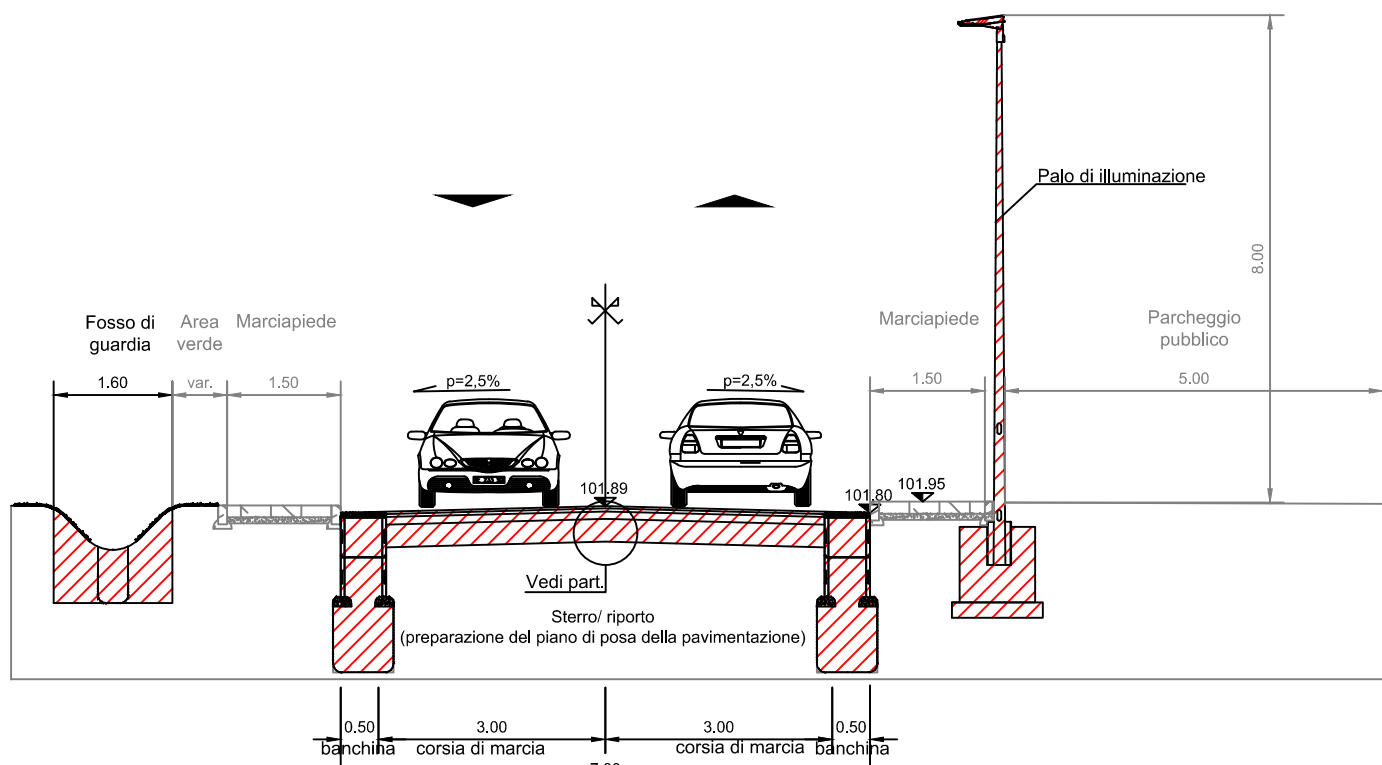 Palo di illuminazione
8.00
Fosso di
guardia
Area
verde
Marciapiede
Marciapiede
Parcheggio
pubblico
1.60
var.
1.50
p=2,5%
p=2,5%
1.50
5.00
101.89
101.80
101.95
Vedi part.
Sterro/ riporto
(preparazione del piano di posa della pavimentazione)
0.50
3.00
3.00
0.50
banchina
corsia di marcia
corsia di marcia
banchina